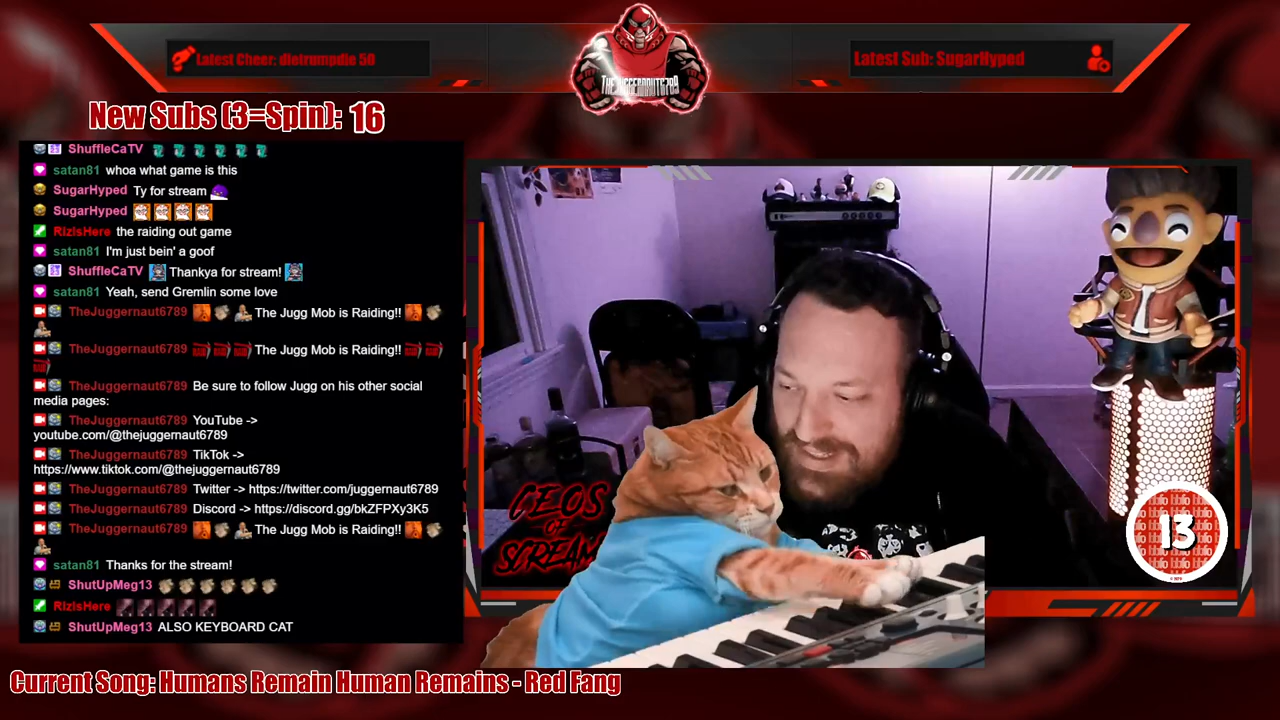 Latest Cheer: dietrumpdie 50
THEJUGGERNAUT6789
Latest Sub: SugarHyped
New Subs (3=Spin): 16
ShuffleCaTV
satan81 whoa what game is this
SugarHyped Ty for stream
SugarHyped
RizIsHere the raiding out game
satan81 I'm just bein' a goof
ShuffleCaTV Thankya for stream!
satan81 Yeah, send Gremlin some love
TheJuggernaut6789 The Jugg Mob is Raiding!!
TheJuggernaut6789 The Jugg Mob is Raiding!!
TheJuggernaut6789 Be sure to follow Jugg on his other social
media pages:
TheJuggernaut6789 YouTube ->
youtube.com/@thejuggernaut6789
TheJuggernaut6789 TikTok ->
https://www.tiktok.com/@thejuggernaut6789
TheJuggernaut6789 Twitter -> https://twitter.com/juggernaut6789
TheJuggernaut6789 Discord -> https://discord.gg/bkZFPXy3K5
TheJuggernaut6789 The Jugg Mob is Raiding!!
satan81 Thanks for the stream!
ShutUpMeg13
RizIsHere
ShutUpMeg13 ALSO KEYBOARD CAT
OF
SCREAM
13
Current Song: Humans Remain Human Remains - Red Fang